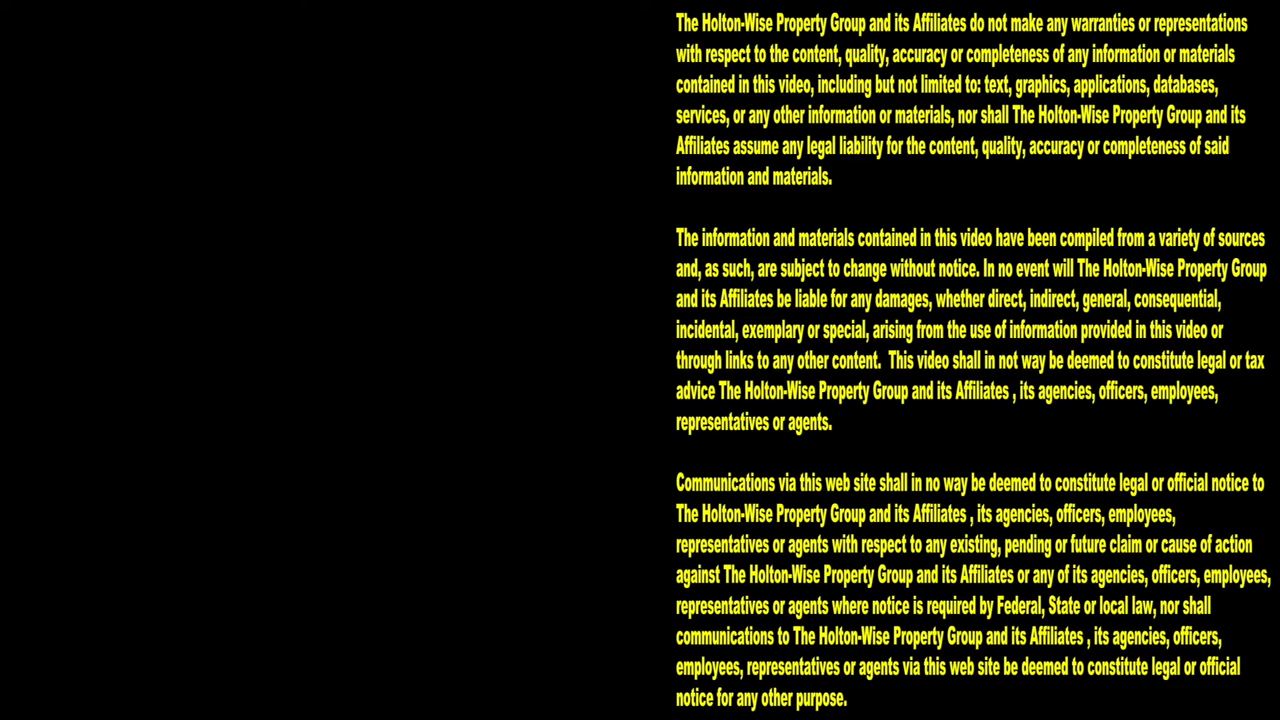 The Holton-Wise Property Group and its Affiliates do not make any warranties or representations
with respect to the content, quality, accuracy or completeness of any information or materials
contained in this video, including but not limited to: text, graphics, applications, databases,
services, or any other information or materials, nor shall The Holton-Wise Property Group and its
Affiliates assume any legal liability for the content, quality, accuracy or completeness of said
information and materials.
The information and materials contained in this video have been compiled from a variety of sources
and, as such, are subject to change without notice. In no event will The Holton-Wise Property Group
and its Affiliates be liable for any damages, whether direct, indirect, general, consequential,
incidental, exemplary or special, arising from the use of information provided in this video or
through links to any other content.  This video shall in not way be deemed to constitute legal or tax
advice The Holton-Wise Property Group and its Affiliates , its agencies, officers, employees,
representatives or agents.
Communications via this web site shall in no way be deemed to constitute legal or official notice to
The Holton-Wise Property Group and its Affiliates , its agencies, officers, employees,
representatives or agents with respect to any existing, pending or future claim or cause of action
against The Holton-Wise Property Group and its Affiliates or any of its agencies, officers, employees,
representatives or agents where notice is required by Federal, State or local law, nor shall
communications to The Holton-Wise Property Group and its Affiliates , its agencies, officers,
employees, representatives or agents via this web site be deemed to constitute legal or official
notice for any other purpose.